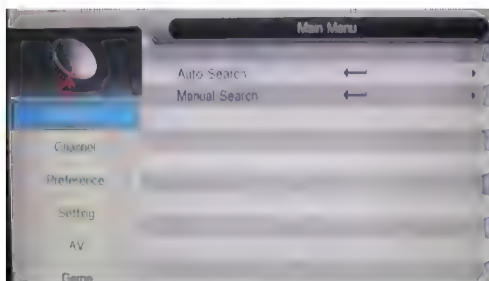 Main Menu
Auto Search
Manual Search
Channel
Preference
Setting
AV
Game